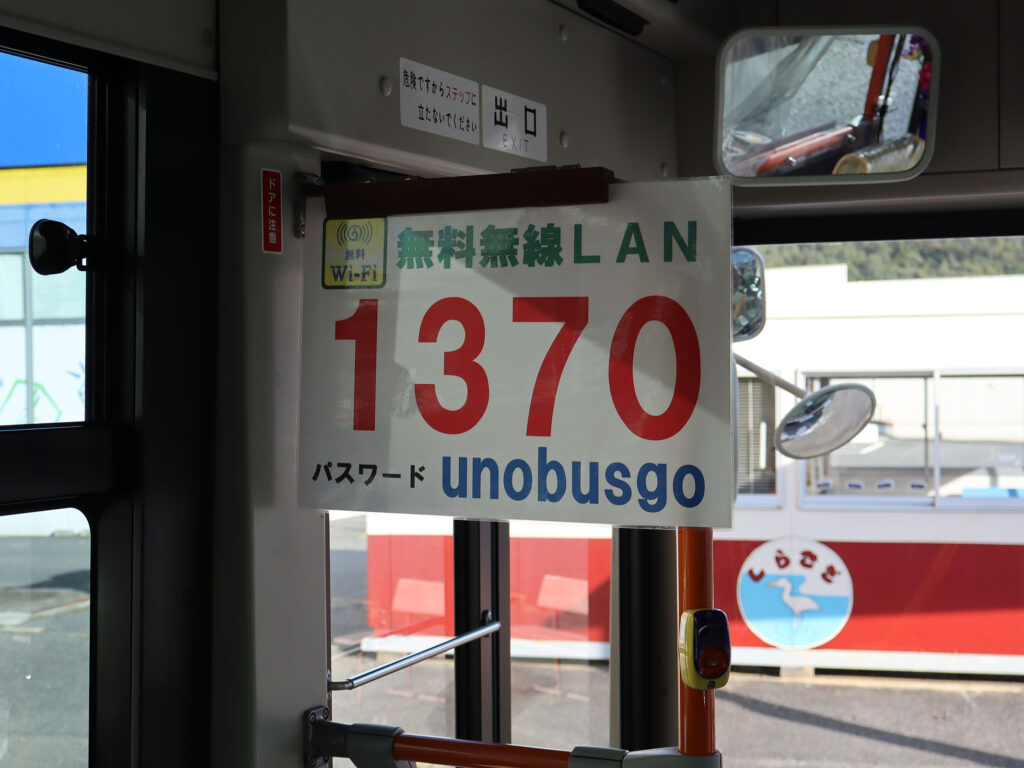 危険ですからステップに
立たないでください
出口
EXIT
ドアに注意
無料
Wi-Fi
無料無線LAN
1370
パスワード unobusgo
しらさぎ